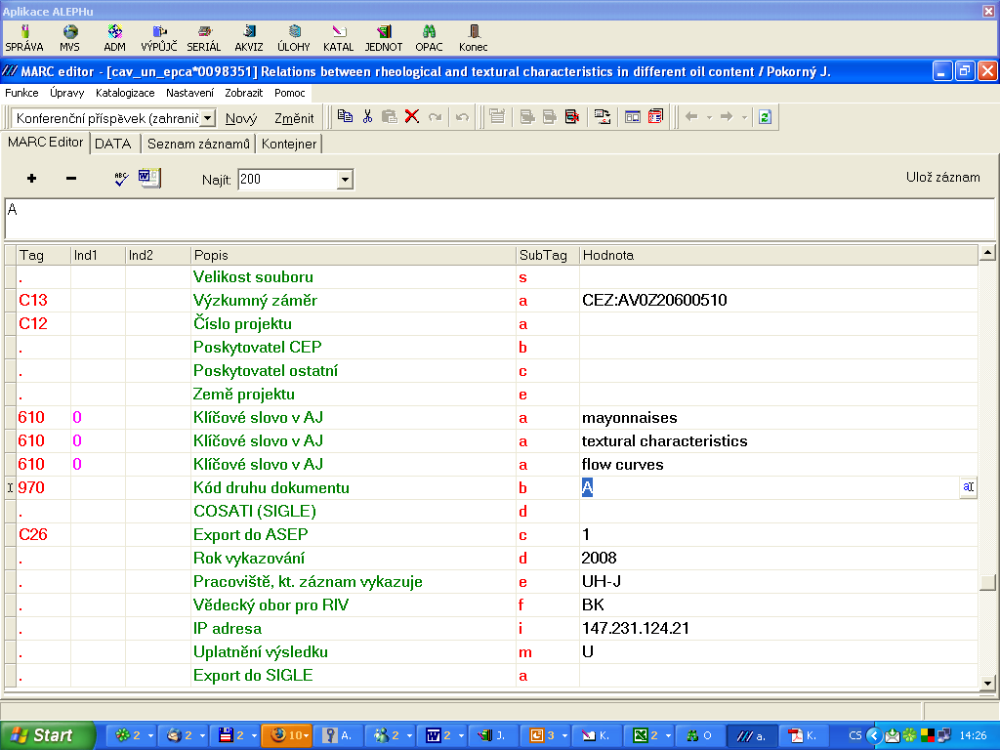 Aplikace ALEPHu
SPRÁVA MVS ADM VÝPŮJČ SERIÁL AKVIZ ÚLOHY KATAL JEDNOT OPAC Konec
MARC editor - [cav_un_epca*0098351] Relations between rheological and textural characteristics in different oil content / Pokorný J.
Funkce Úpravy Katalogizace Nastavení Zobrazit Pomoc
Konferenční příspěvek (zahranič Nový Změnit
MARC Editor DATA Seznam záznamů Kontejner
+ − ABC W Najít: 200 Ulož záznam
A
Tag Ind1 Ind2 Popis SubTag Hodnota
. Velikost souboru s
C13 Výzkumný záměr a CEZ:AV0Z20600510
C12 Číslo projektu a
. Poskytovatel CEP b
. Poskytovatel ostatní c
. Země projektu e
610 0 Klíčové slovo v AJ a mayonnaises
610 0 Klíčové slovo v AJ a textural characteristics
610 0 Klíčové slovo v AJ a flow curves
970 Kód druhu dokumentu b A
. COSATI (SIGLE) d
C26 Export do ASEP c 1
. Rok vykazování d 2008
. Pracoviště, kt. záznam vykazuje e UH-J
. Vědecký obor pro RIV f BK
. IP adresa i 147.231.124.21
. Uplatnění výsledku m U
. Export do SIGLE a
Start 2 2 2 10 A. 2 2 J. 3 K. 2 O a. K. CS 14:26